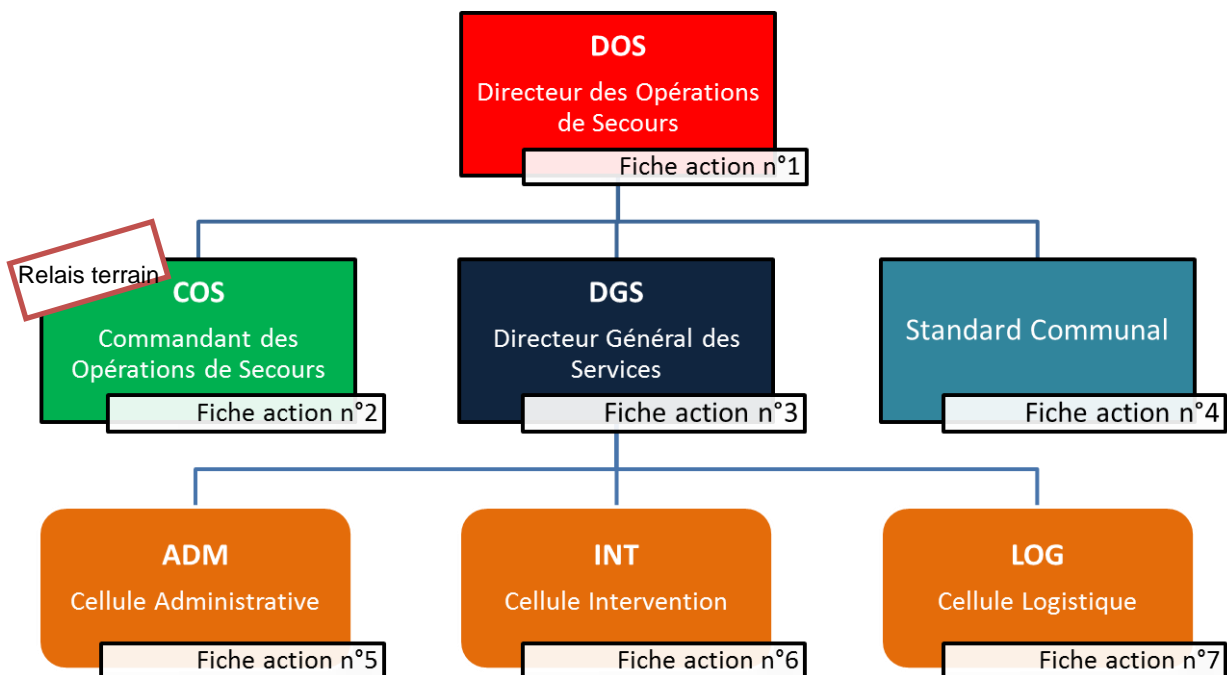 DOS
Directeur des Opérations
de Secours
Fiche action n°1
Relais terrain
COS
Commandant des
Opérations de Secours
Fiche action n°2
DGS
Directeur Général des
Services
Fiche action n°3
Standard Communal
Fiche action n°4
ADM
Cellule Administrative
Fiche action n°5
INT
Cellule Intervention
Fiche action n°6
LOG
Cellule Logistique
Fiche action n°7